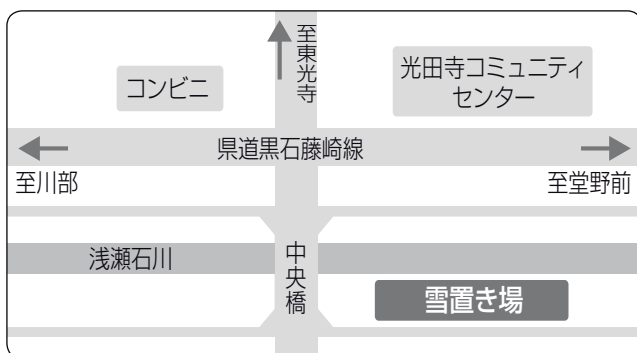 至東光寺
コンビニ
光田寺コミュニティ
センター
県道黒石藤崎線
至川部
至堂野前
浅瀬石川
中央橋
雪置き場